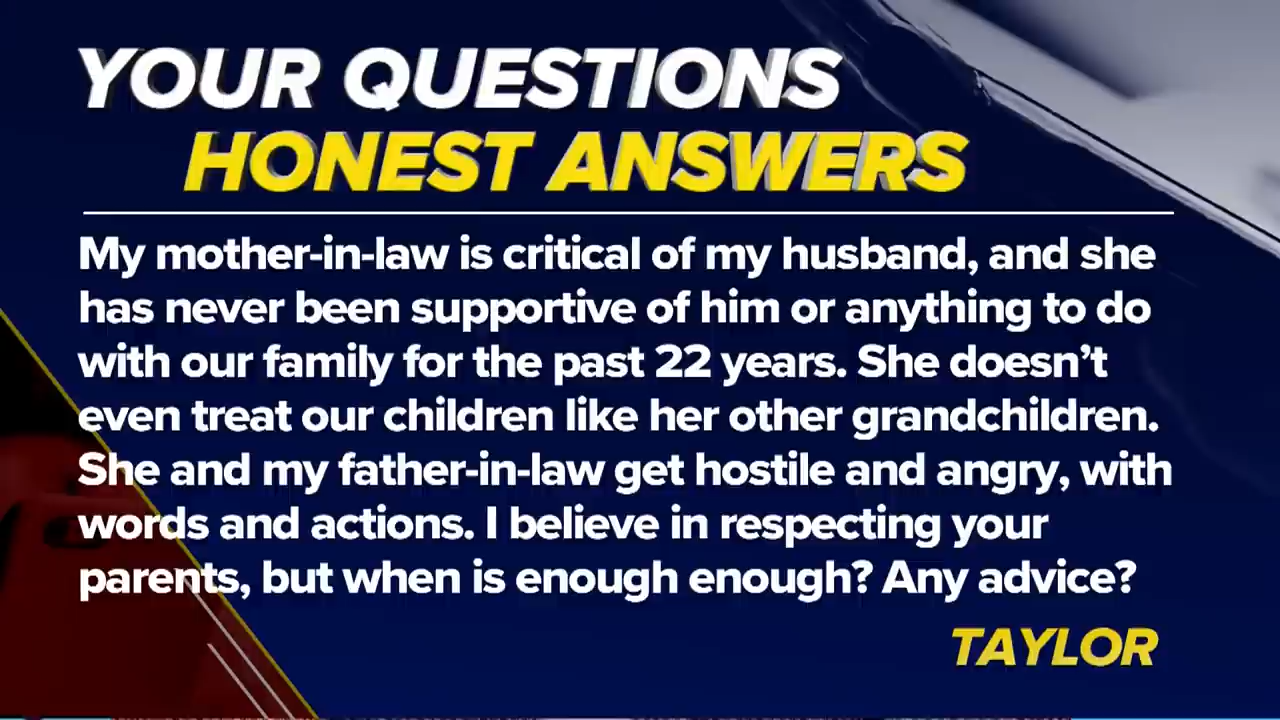 YOUR QUESTIONS
HONEST ANSWERS
My mother-in-law is critical of my husband, and she
has never been supportive of him or anything to do
with our family for the past 22 years. She doesn’t
even treat our children like her other grandchildren.
She and my father-in-law get hostile and angry, with
words and actions. I believe in respecting your
parents, but when is enough enough? Any advice?
TAYLOR